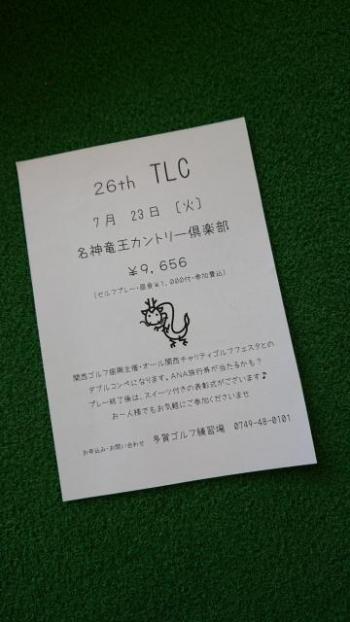 26th TLC
7月 23日 〔火〕
名神竜王カントリー倶楽部
¥9,656
(セルフプレー・昼食¥1,000付・参加費込)
関西ゴルフ振興主催・オール関西チャリティゴルフフェスタとの
ダブルコンペになります。ANA旅行券が当たるかも?
プレー終了後は、スイーツ付きの表彰式がございます♪
お一人様でもお気軽にご参加くださいませ
お申込み・お問い合わせ 多賀ゴルフ練習場 0749-48-0101